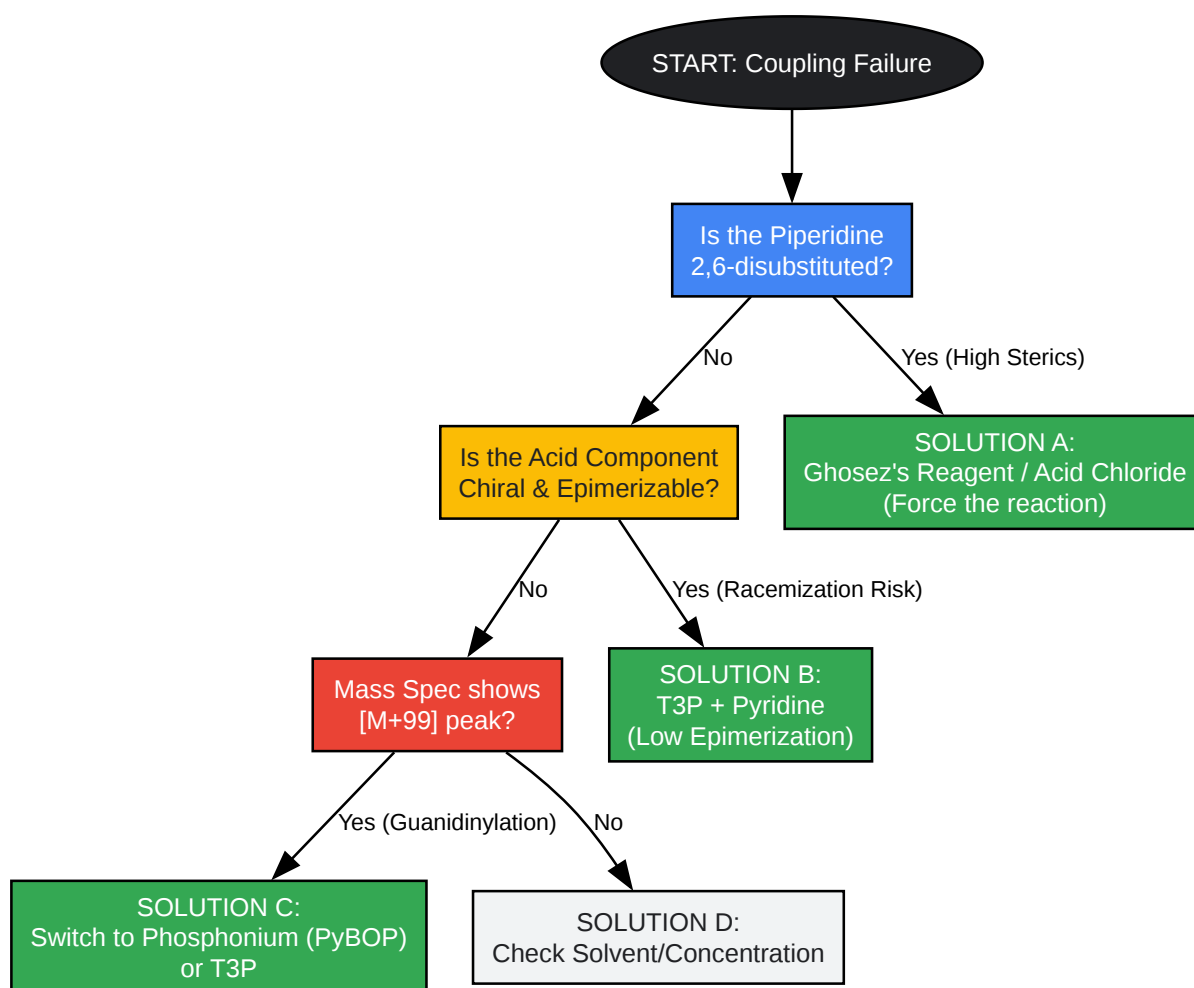 START: Coupling Failure
Is the Piperidine
2,6-disubstituted?
No
Yes (High Sterics)
Is the Acid Component
Chiral & Epimerizable?
SOLUTION A:
Ghosez's Reagent / Acid Chloride
(Force the reaction)
No
Yes (Racemization Risk)
Mass Spec shows
[M+99] peak?
SOLUTION B:
T3P + Pyridine
(Low Epimerization)
Yes (Guanidinylation)
No
SOLUTION C:
Switch to Phosphonium (PyBOP)
or T3P
SOLUTION D:
Check Solvent/Concentration